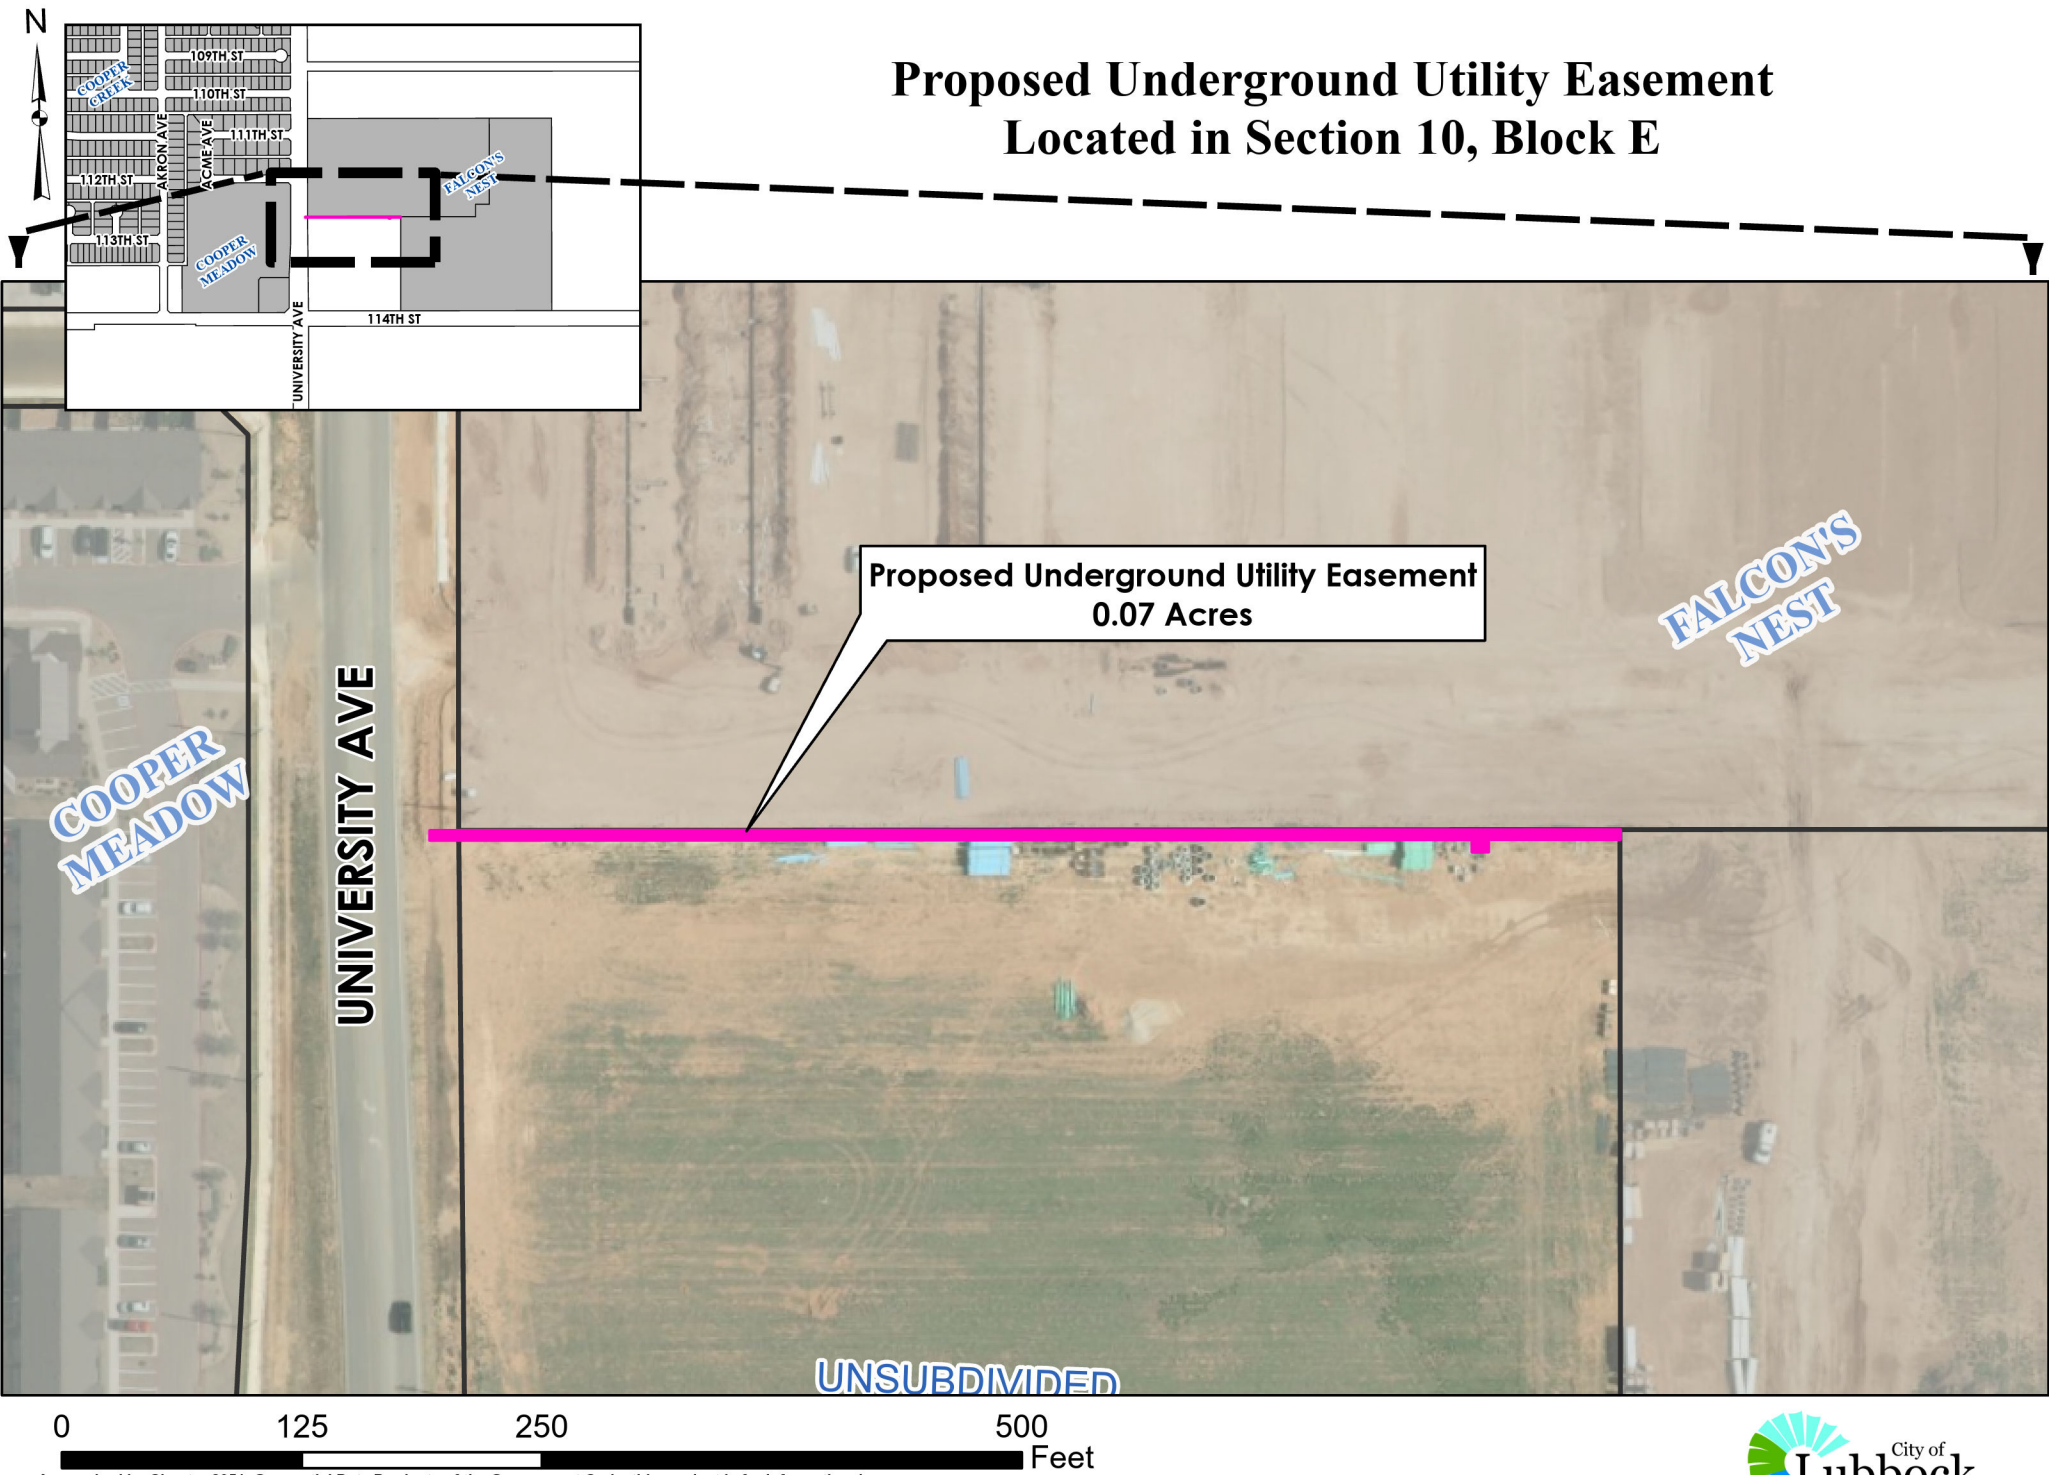 N
Proposed Underground Utility Easement
Located in Section 10, Block E
109TH ST
COOPER
CREEK
110TH ST
AKRON AVE
ACME AVE
111TH ST
112TH ST
FALCON'S
NEST
113TH ST
COOPER
MEADOW
UNIVERSITY AVE
114TH ST
Proposed Underground Utility Easement
0.07 Acres
FALCON'S
NEST
UNIVERSITY AVE
COOPER
MEADOW
UNSUBDIVIDED
0 125 250 500
Feet
City of
Lubbock